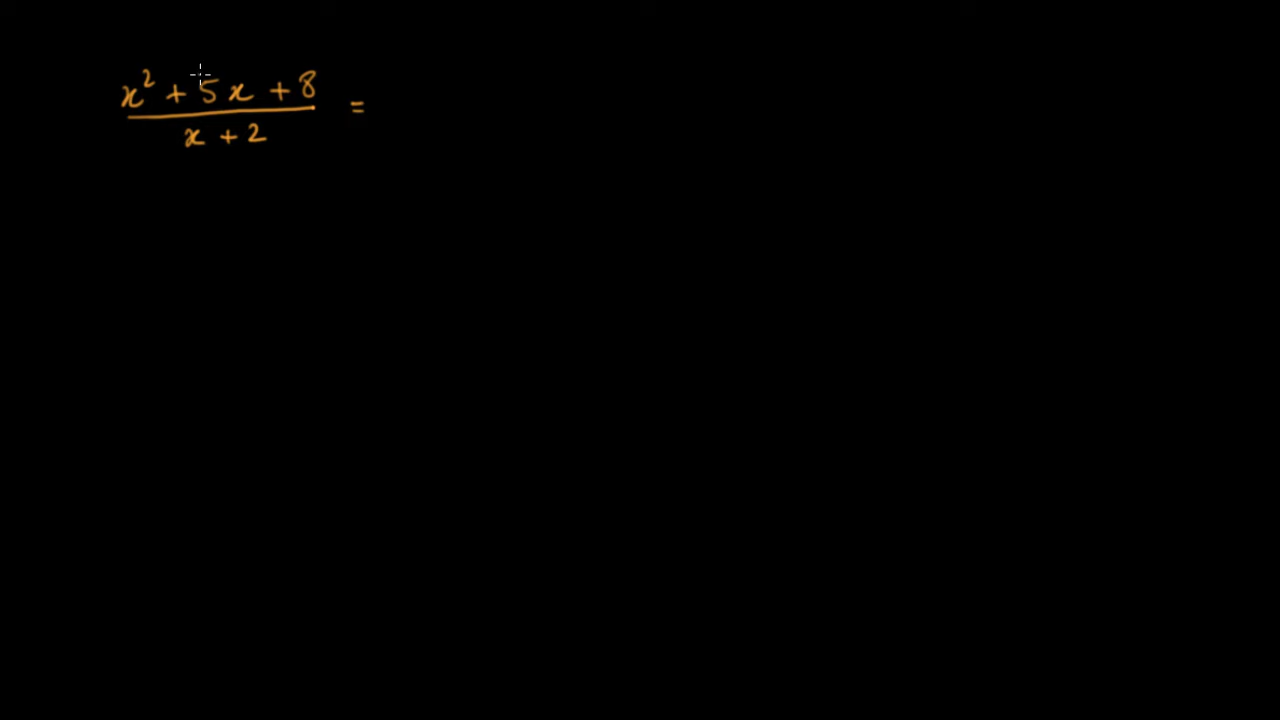 x² + 5x + 8
x + 2
=